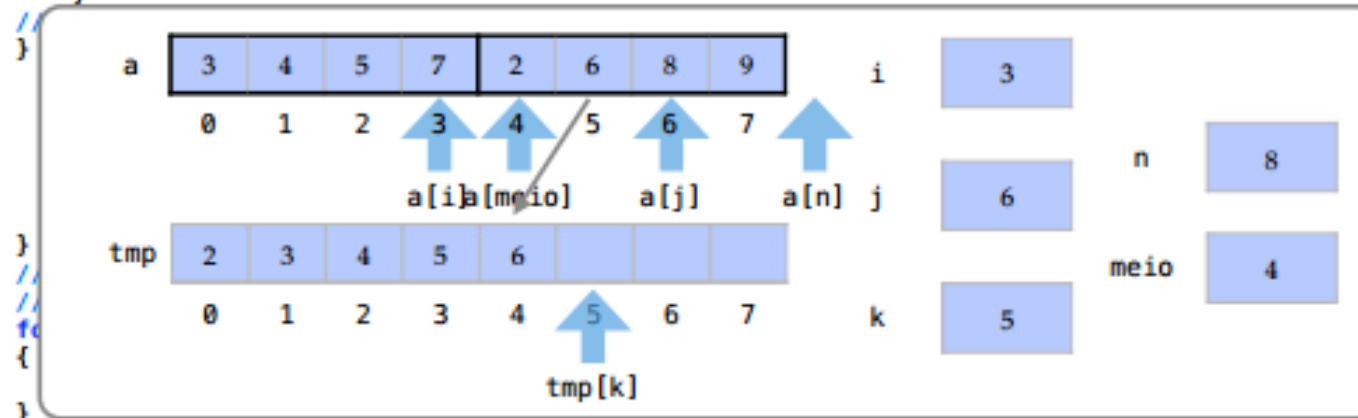 //
}
a 3 4 5 7 2 6 8 9 i 3
0 1 2 3 4 5 6 7
n 8
a[i] a[meio] a[j] a[n] j 6
} tmp 2 3 4 5 6
meio 4
//
//
0 1 2 3 4 5 6 7 k 5
fo
{
tmp[k]
}